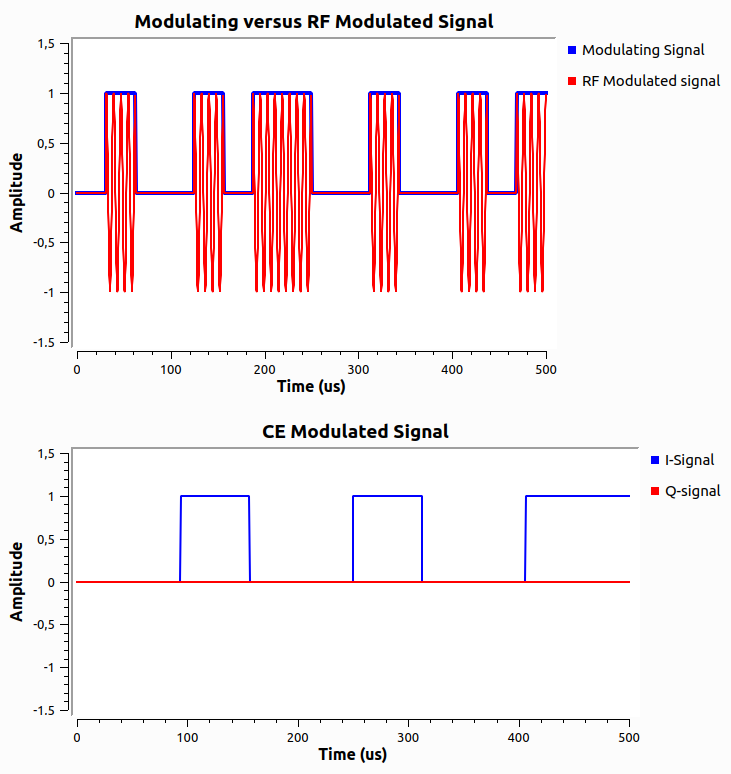 Modulating versus RF Modulated Signal
1,5
1
0,5
0
-0,5
-1
-1.5
Amplitude
0 100 200 300 400 500
Time (us)
Modulating Signal
RF Modulated signal
CE Modulated Signal
1,5
1
0,5
0
-0,5
-1
-1.5
Amplitude
0 100 200 300 400 500
Time (us)
I-Signal
Q-signal